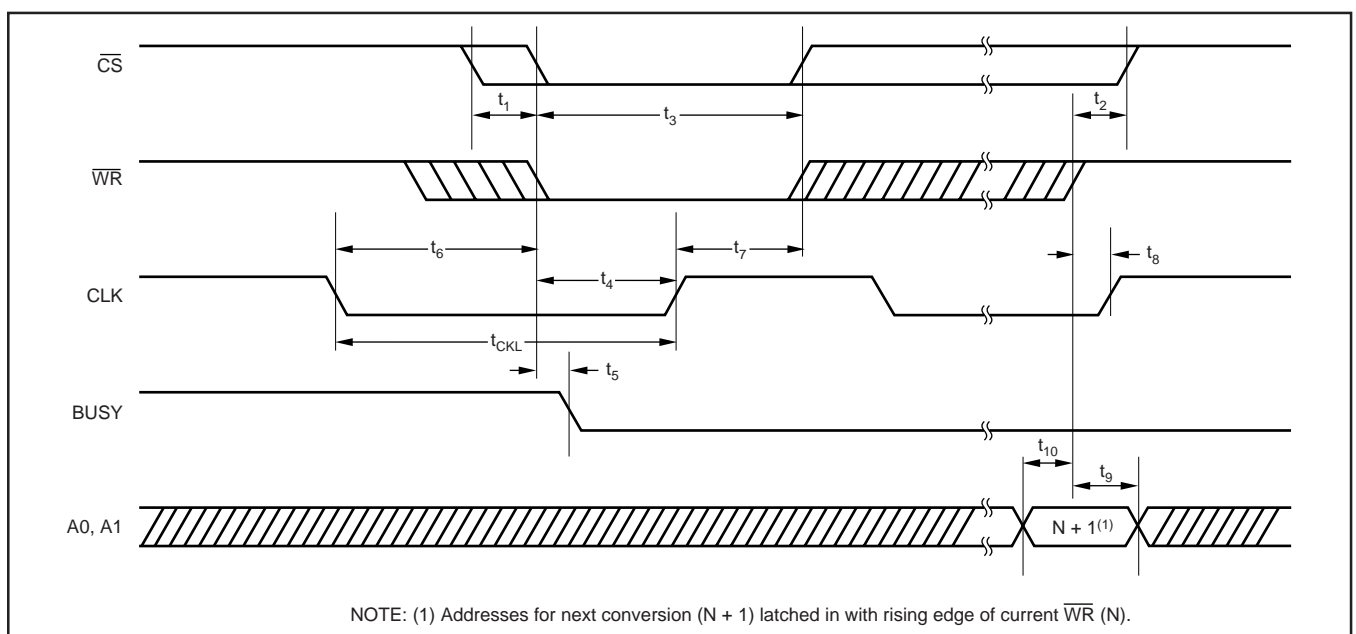 CS
t1
t3
t2
WR
t6
t7
t8
t4
CLK
tCKL
t5
BUSY
t10
t9
A0, A1
N + 1(1)
NOTE: (1) Addresses for next conversion (N + 1) latched in with rising edge of current WR (N).